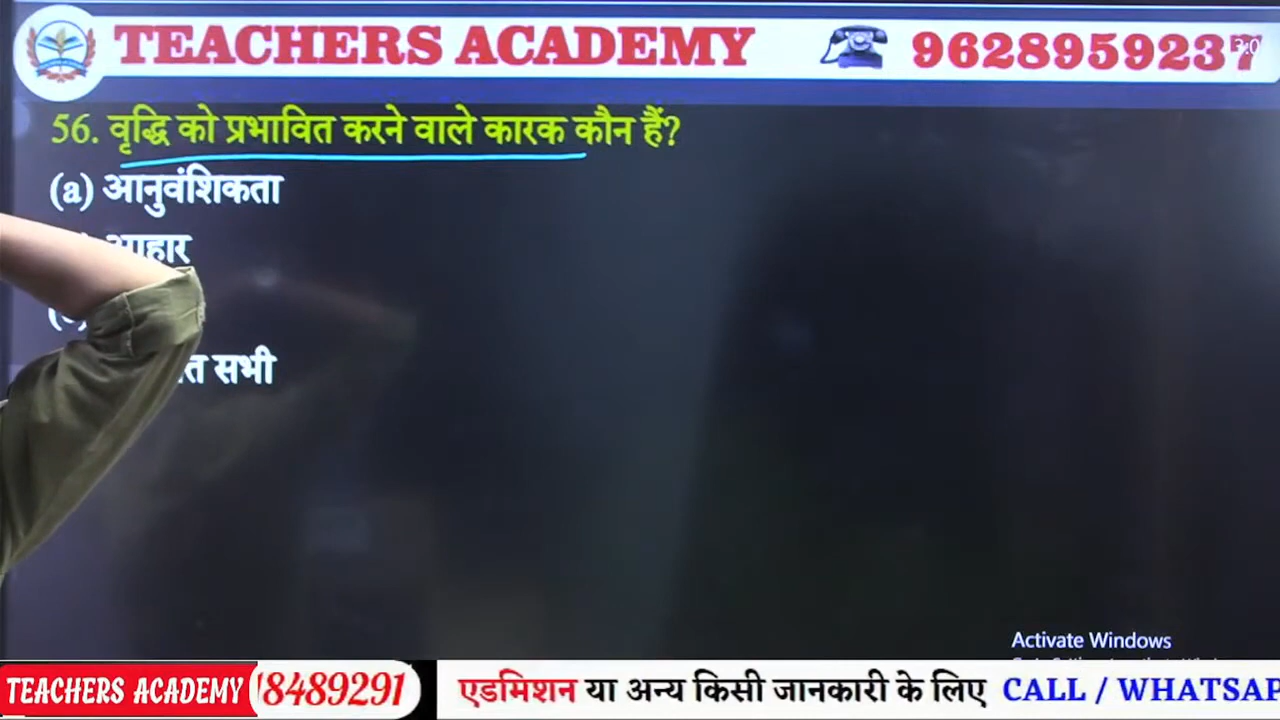 TEACHERS ACADEMY 9628959237
56. वृद्धि को प्रभावित करने वाले कारक कौन हैं?
(a) आनुवंशिकता
आहार
सभी
Activate Windows
TEACHERS ACADEMY 18489291 एडमिशन या अन्य किसी जानकारी के लिए CALL / WHATSAP